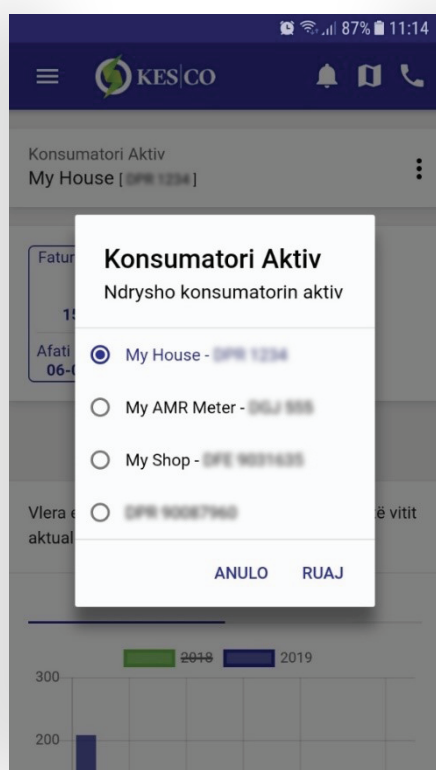 87% 11:14
KES|CO
Konsumatori Aktiv
My House [ ]
Konsumatori Aktiv
Ndrysho konsumatorin aktiv
My House -
My AMR Meter -
My Shop -
ANULO RUAJ
Fatur
15
Afati
06-0
Vlera e ë vitit
aktual
2018 2019
300
200